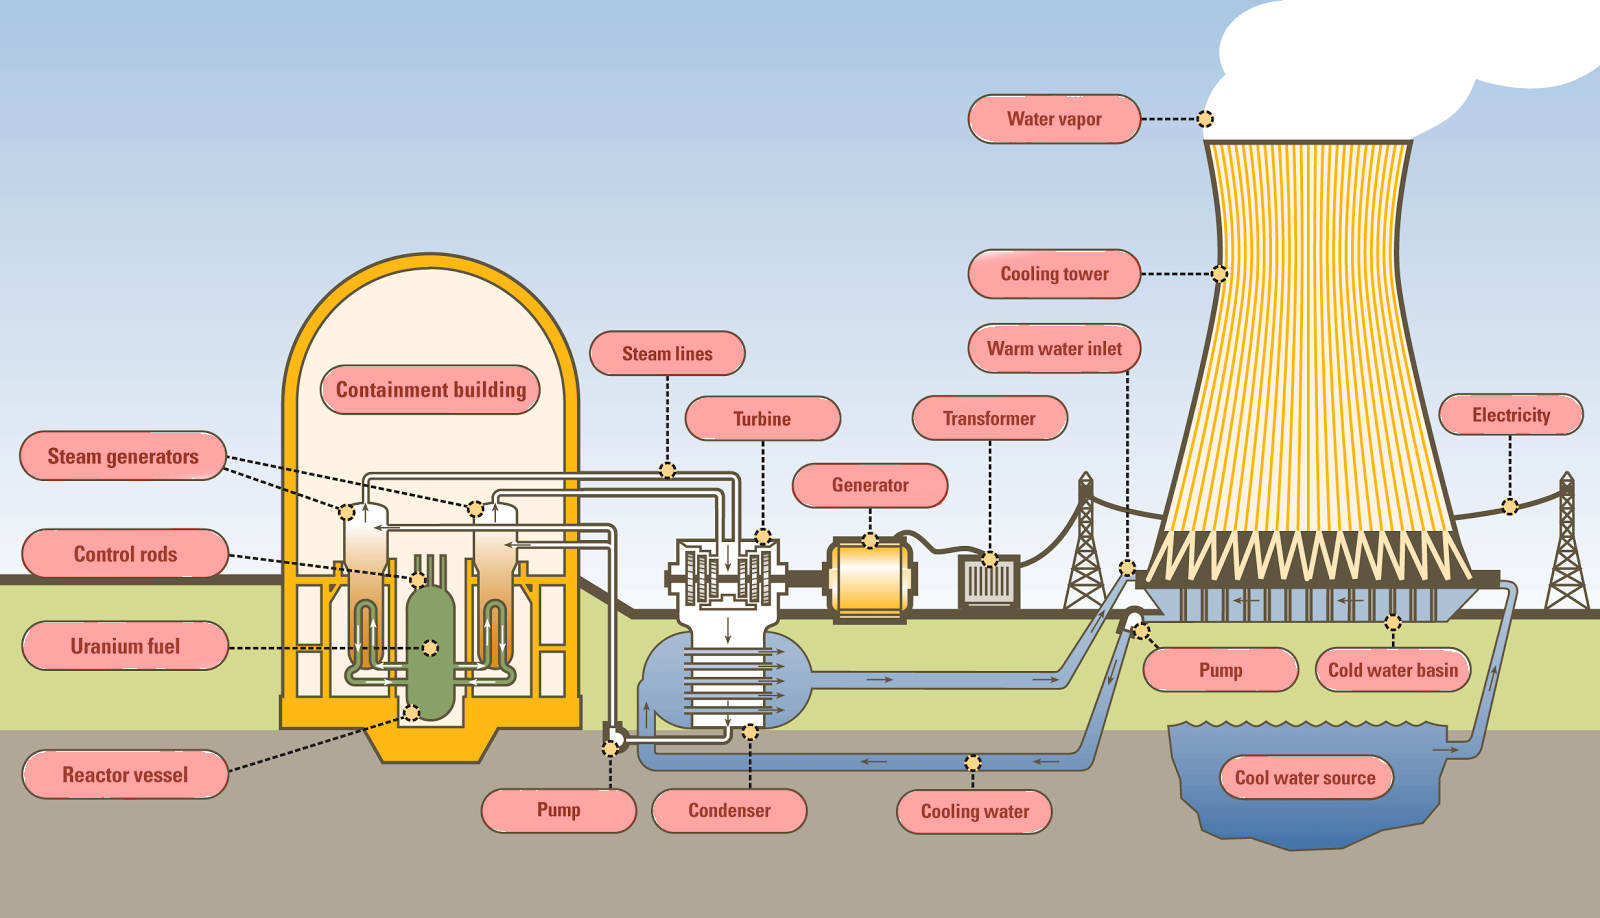 Water vapor
Cooling tower
Steam lines
Warm water inlet
Containment building
Turbine
Transformer
Electricity
Steam generators
Generator
Control rods
Uranium fuel
Pump
Cold water basin
Reactor vessel
Cool water source
Pump
Condenser
Cooling water